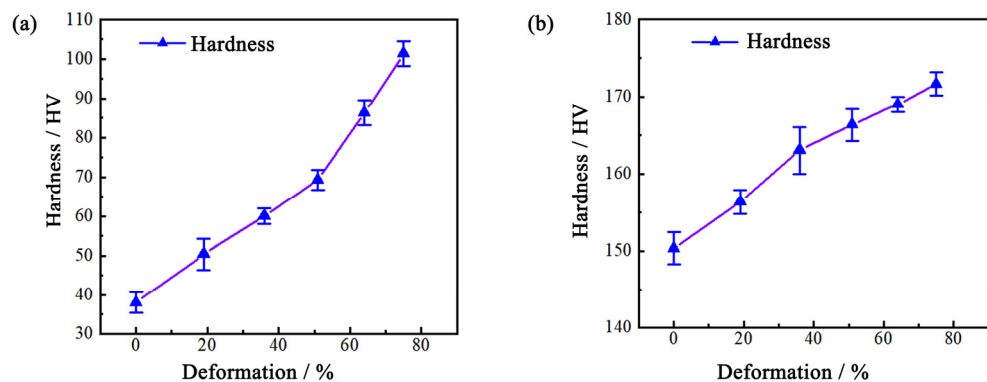 (a)
Hardness
Hardness / HV
110
100
90
80
70
60
50
40
30
0 20 40 60 80
Deformation / %
(b)
Hardness
Hardness / HV
180
170
160
150
140
0 20 40 60 80
Deformation / %